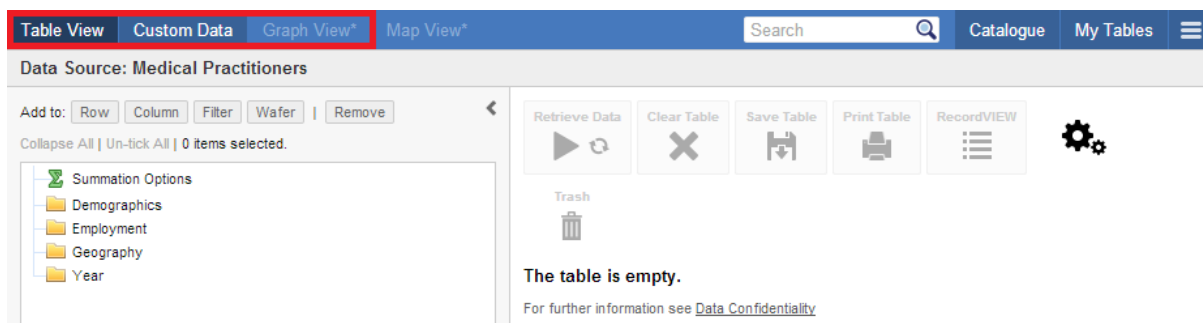 Table View Custom Data Graph View* Map View* Search Catalogue My Tables
Data Source: Medical Practitioners
Add to: Row Column Filter Wafer | Remove
Collapse All | Un-tick All | 0 items selected.
Summation Options
Demographics
Employment
Geography
Year
Retrieve Data Clear Table Save Table Print Table RecordVIEW
Trash
The table is empty.
For further information see Data Confidentiality